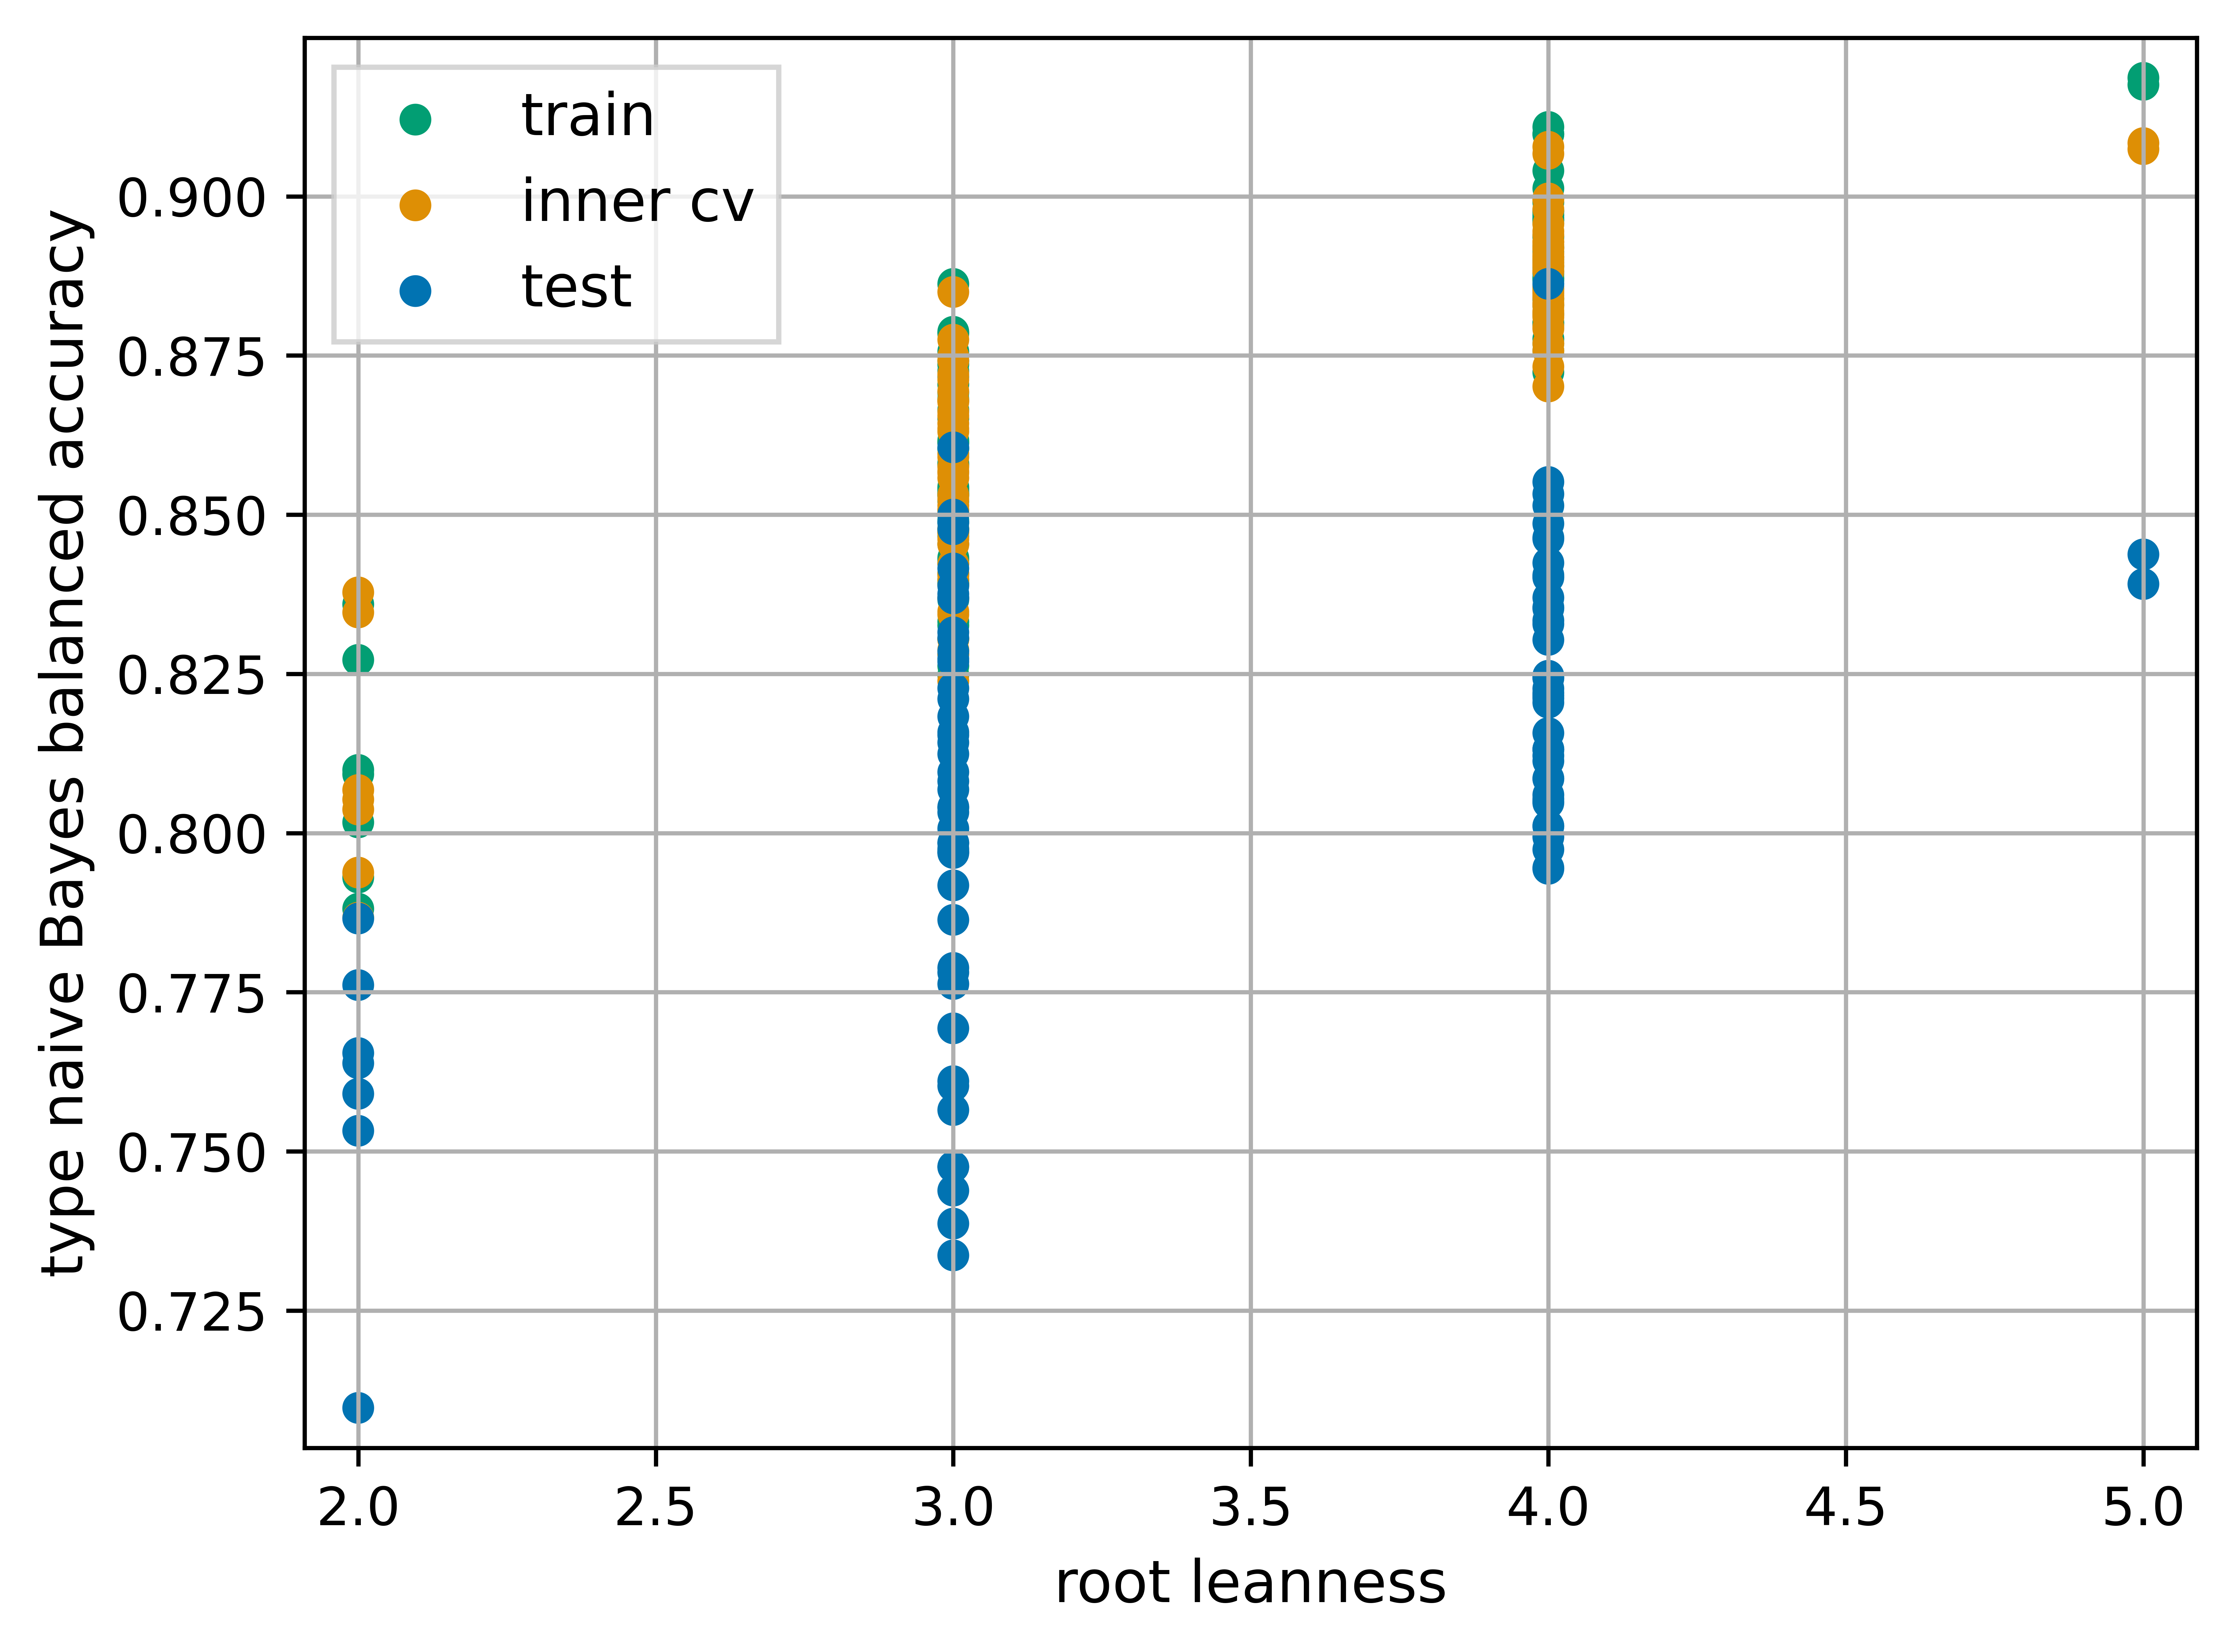 train
inner cv
test
0.900
0.875
0.850
0.825
0.800
0.775
0.750
0.725
type naive Bayes balanced accuracy
2.0 2.5 3.0 3.5 4.0 4.5 5.0
root leanness